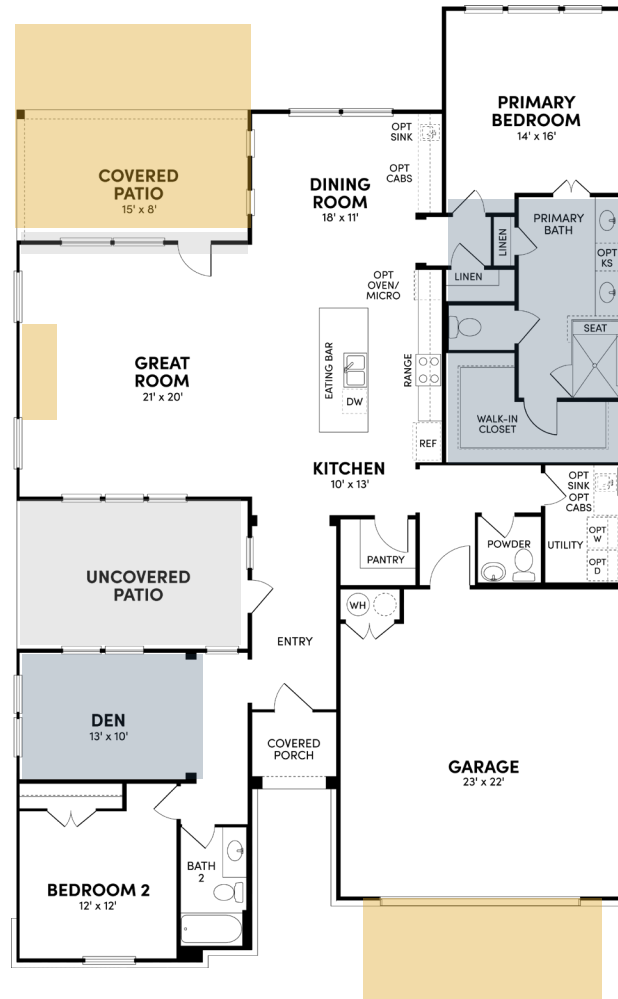 PRIMARY
BEDROOM
14' x 16'
OPT
SINK
OPT
CABS
COVERED
PATIO
15' x 8'
DINING
ROOM
18' x 11'
PRIMARY
BATH
LINEN
LINEN
OPT
KS
OPT
OVEN/
MICRO
SEAT
GREAT
ROOM
21' x 20'
EATING BAR
DW
RANGE
WALK-IN
CLOSET
REF
KITCHEN
10' x 13'
OPT
SINK
OPT
CABS
UNCOVERED
PATIO
PANTRY
POWDER
UTILITY
OPT
W
OPT
D
WH
ENTRY
DEN
13' x 10'
COVERED
PORCH
GARAGE
23' x 22'
BATH
2
BEDROOM 2
12' x 12'